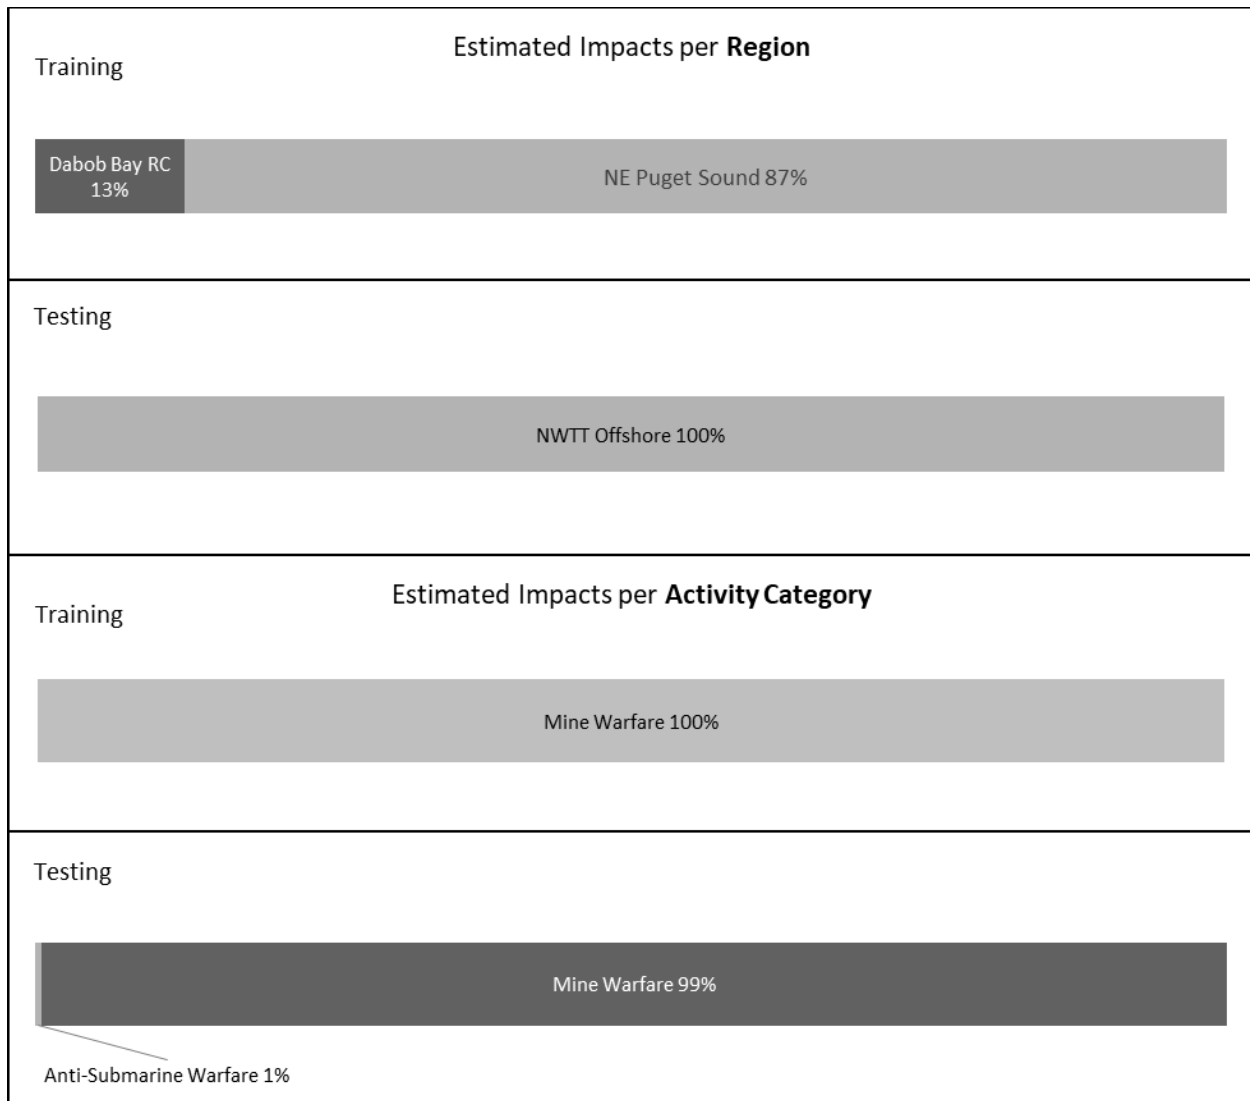 Estimated Impacts per Region
Training
Dabob Bay RC
13%
NE Puget Sound 87%
Testing
NWTT Offshore 100%
Estimated Impacts per Activity Category
Training
Mine Warfare 100%
Testing
Mine Warfare 99%
Anti-Submarine Warfare 1%